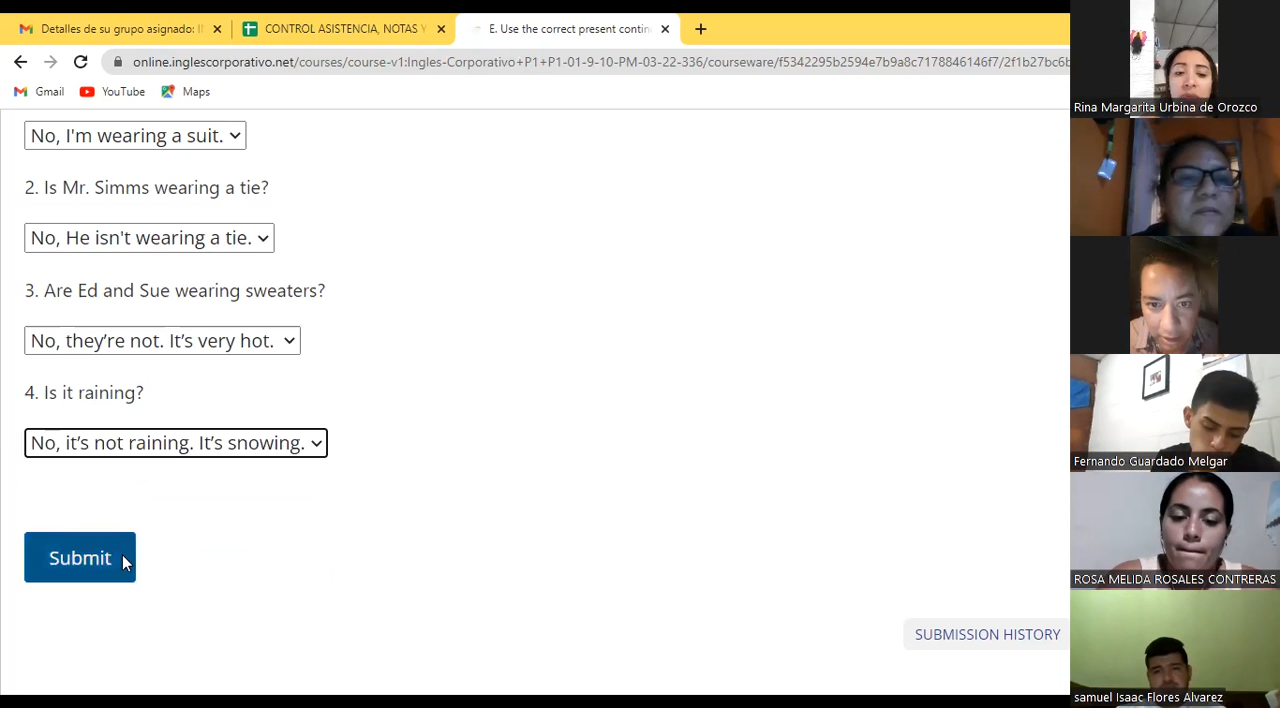 Detalles de su grupo asignado: I
CONTROL ASISTENCIA, NOTAS Y
E. Use the correct present contin
online.inglescorporativo.net/courses/course-v1:Ingles-Corporativo+P1+P1-01-9-10-PM-03-22-336/courseware/f5342295b2594e7b9a8c7178846146f7/2f1b27bc6b
Gmail
YouTube
Maps
No, I'm wearing a suit.
2. Is Mr. Simms wearing a tie?
No, He isn't wearing a tie.
3. Are Ed and Sue wearing sweaters?
No, they’re not. It’s very hot.
4. Is it raining?
No, it’s not raining. It’s snowing.
Submit
SUBMISSION HISTORY
Rina Margarita Urbina de Orozco
Fernando Guardado Melgar
ROSA MELIDA ROSALES CONTRERAS
samuel Isaac Flores Alvarez